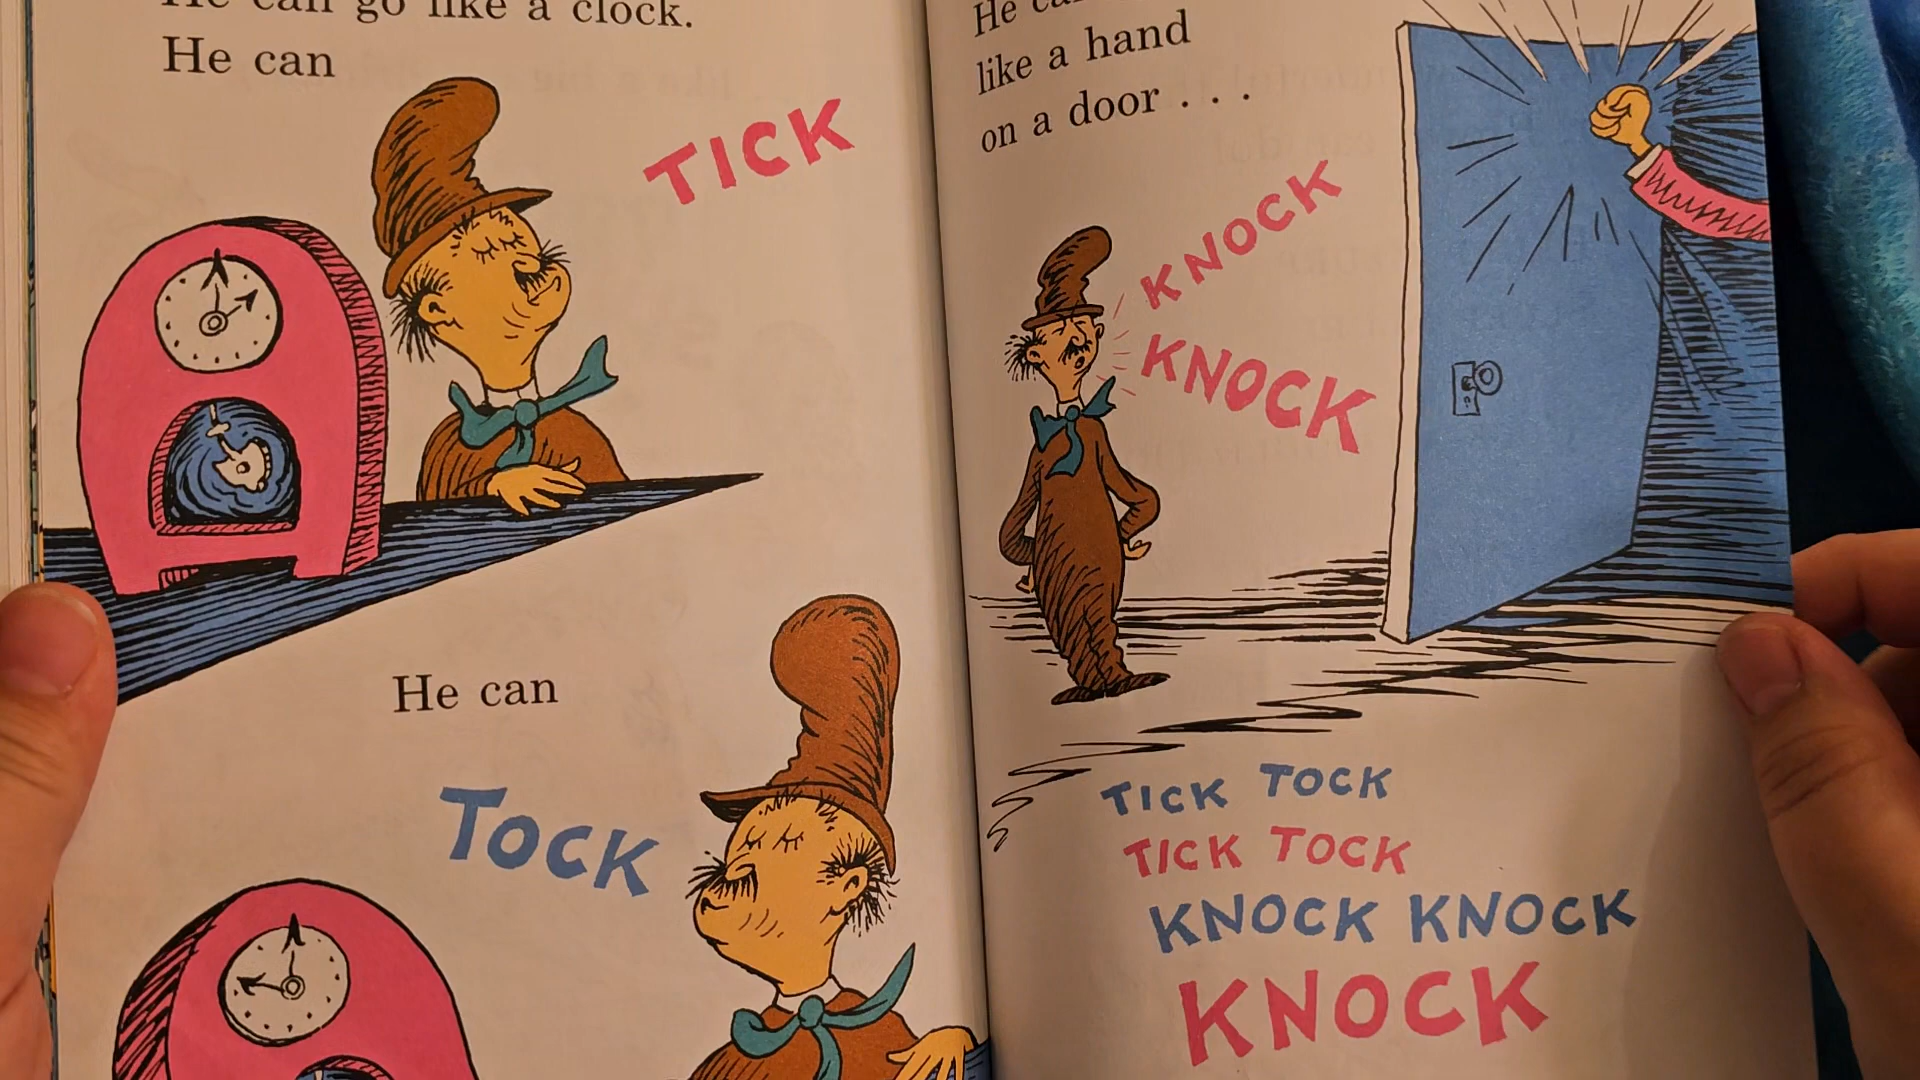 He can go like a clock.
He can
TICK
He can
TOCK
He
like a hand
on a door . . .
KNOCK
KNOCK
TICK TOCK
TICK TOCK
KNOCK KNOCK
KNOCK